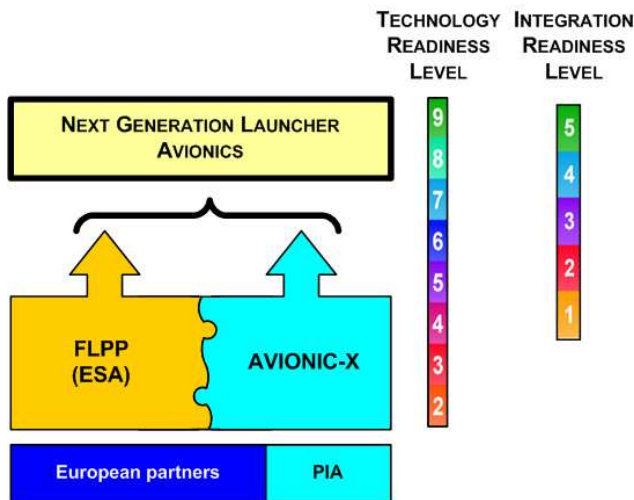 TECHNOLOGY
READINESS
LEVEL
INTEGRATION
READINESS
LEVEL
NEXT GENERATION LAUNCHER
AVIONICS
9
8
7
6
5
4
3
2
5
4
3
2
1
FLPP
(ESA)
AVIONIC-X
European partners
PIA